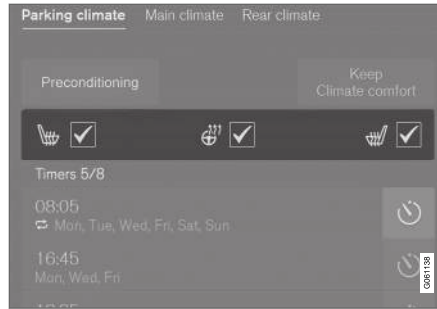 Parking climate Main climate Rear climate
Preconditioning
Keep
Climate comfort
Timers 5/8
08:05
Mon, Tue, Wed, Fri, Sat, Sun
16:45
Mon, Wed, Fri
G061138